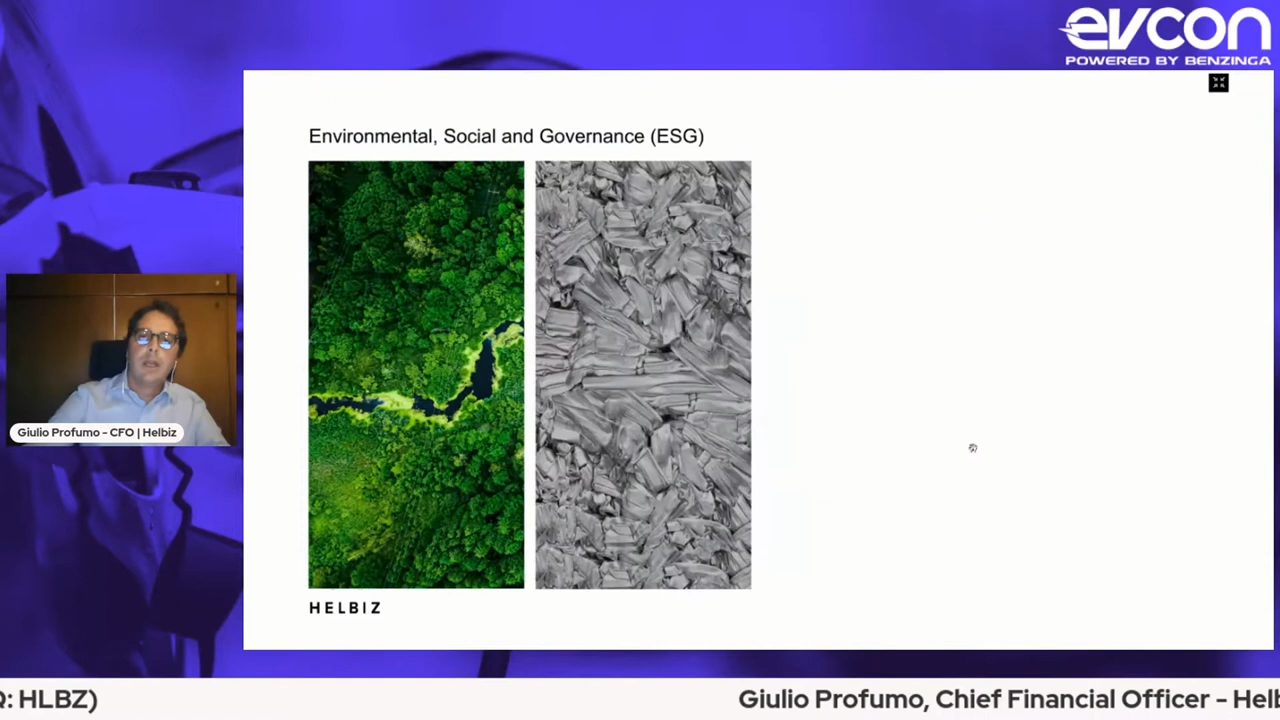 evcon
POWERED BY BENZINGA
Environmental, Social and Governance (ESG)
Giulio Profumo - CFO | Helbiz
HELBIZ
Q: HLBZ)
Giulio Profumo, Chief Financial Officer - Helb